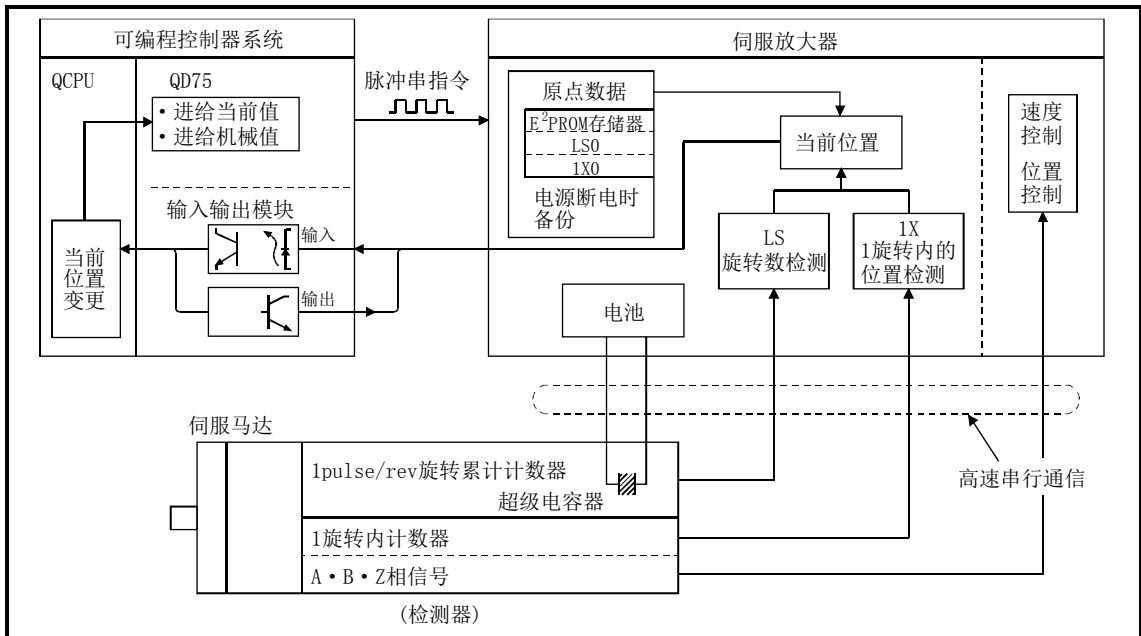 可编程控制器系统
QCPU
QD75
・进给当前值
・进给机械值
输入输出模块
输入
输出
当前
位置
变更
脉冲串指令
伺服放大器
原点数据
E²PROM存储器
LS0
1X0
电源断电时
备份
当前位置
LS
旋转数检测
1X
1旋转内的
位置检测
速度
控制
位置
控制
电池
伺服马达
1pulse/rev旋转累计计数器
超级电容器
1旋转内计数器
A・B・Z相信号
(检测器)
高速串行通信